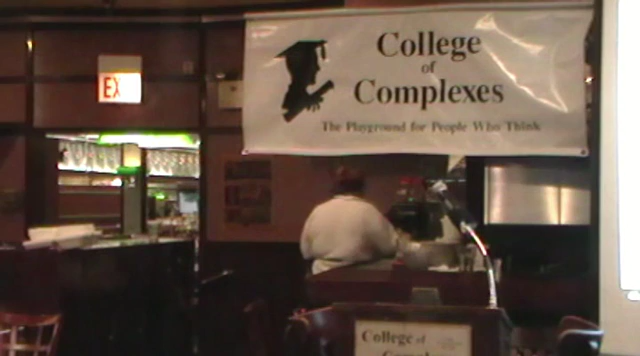 College
of
Complexes
The Playground for People Who Think
EX
College of